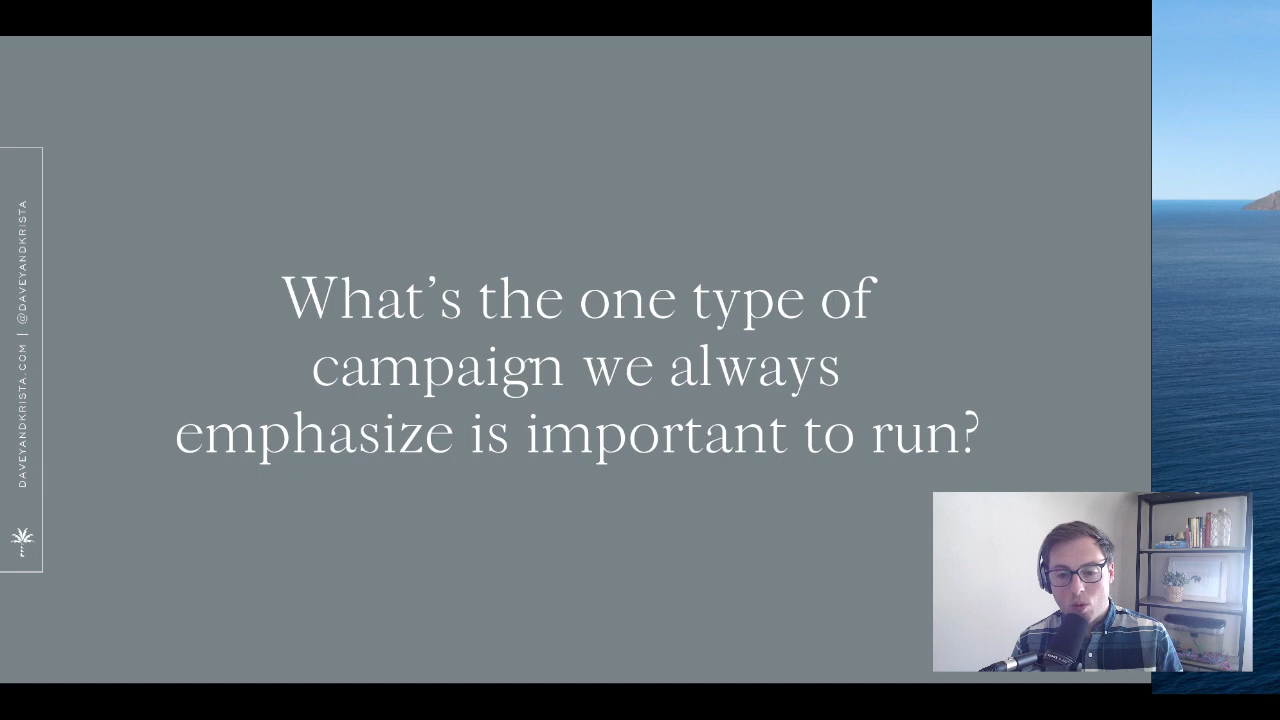 What's the one type of
campaign we always
emphasize is important to run?
DAVEYANDKRISTA.COM | @DAVEYANDKRISTA